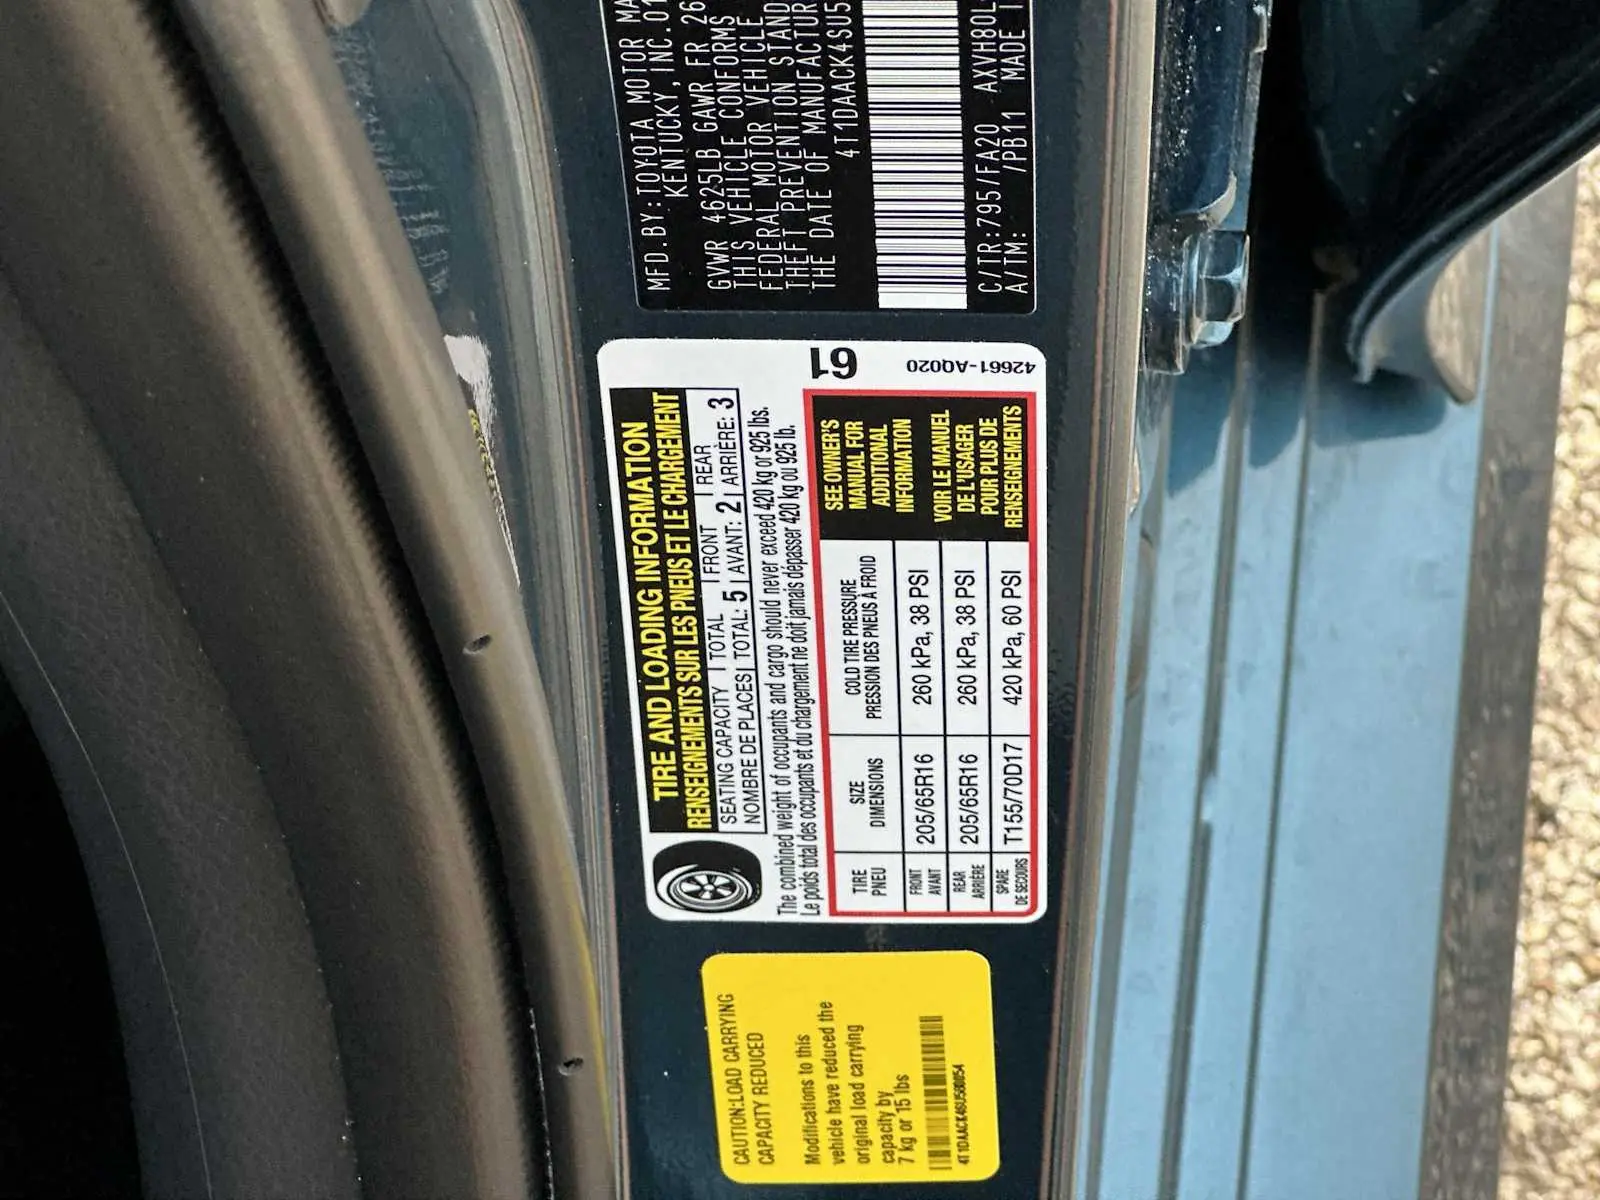 MFD.BY:TOYOTA MOTOR MA
KENTUCKY, INC.01
GVWR 4625LB GAWR FR 26
THIS VEHICLE CONFORMS
FEDERAL MOTOR VEHICLE
THEFT PREVENTION STAND
THE DATE OF MANUFACTUR
4T1DAACK4SU5
C/TR:795/FA20 AXVH80L
A/TM: /PB11 MADE I
61
42661-AQ020
TIRE AND LOADING INFORMATION
RENSEIGNEMENTS SUR LES PNEUS ET LE CHARGEMENT
SEATING CAPACITY TOTAL FRONT REAR
NOMBRE DE PLACES TOTAL: 5 AVANT: 2 ARRIÈRE: 3
The combined weight of occupants and cargo should never exceed 420 kg or 925 lbs.
Le poids total des occupants et du chargement ne doit jamais dépasser 420 kg ou 925 lb.
TIRE
PNEU
SIZE
DIMENSIONS
COLD TIRE PRESSURE
PRESSION DES PNEUS À FROID
SEE OWNER'S
MANUAL FOR
ADDITIONAL
INFORMATION
VOIR LE MANUEL
DE L'USAGER
POUR PLUS DE
RENSEIGNEMENTS
FRONT
AVANT
205/65R16
260 kPa, 38 PSI
REAR
ARRIÈRE
205/65R16
260 kPa, 38 PSI
SPARE
DE SECOURS
T155/70D17
420 kPa, 60 PSI
CAUTION:LOAD CARRYING
CAPACITY REDUCED
Modifications to this
vehicle have reduced the
original load carrying
capacity by
7 kg or 15 lbs
4T1DAACK4SU580054